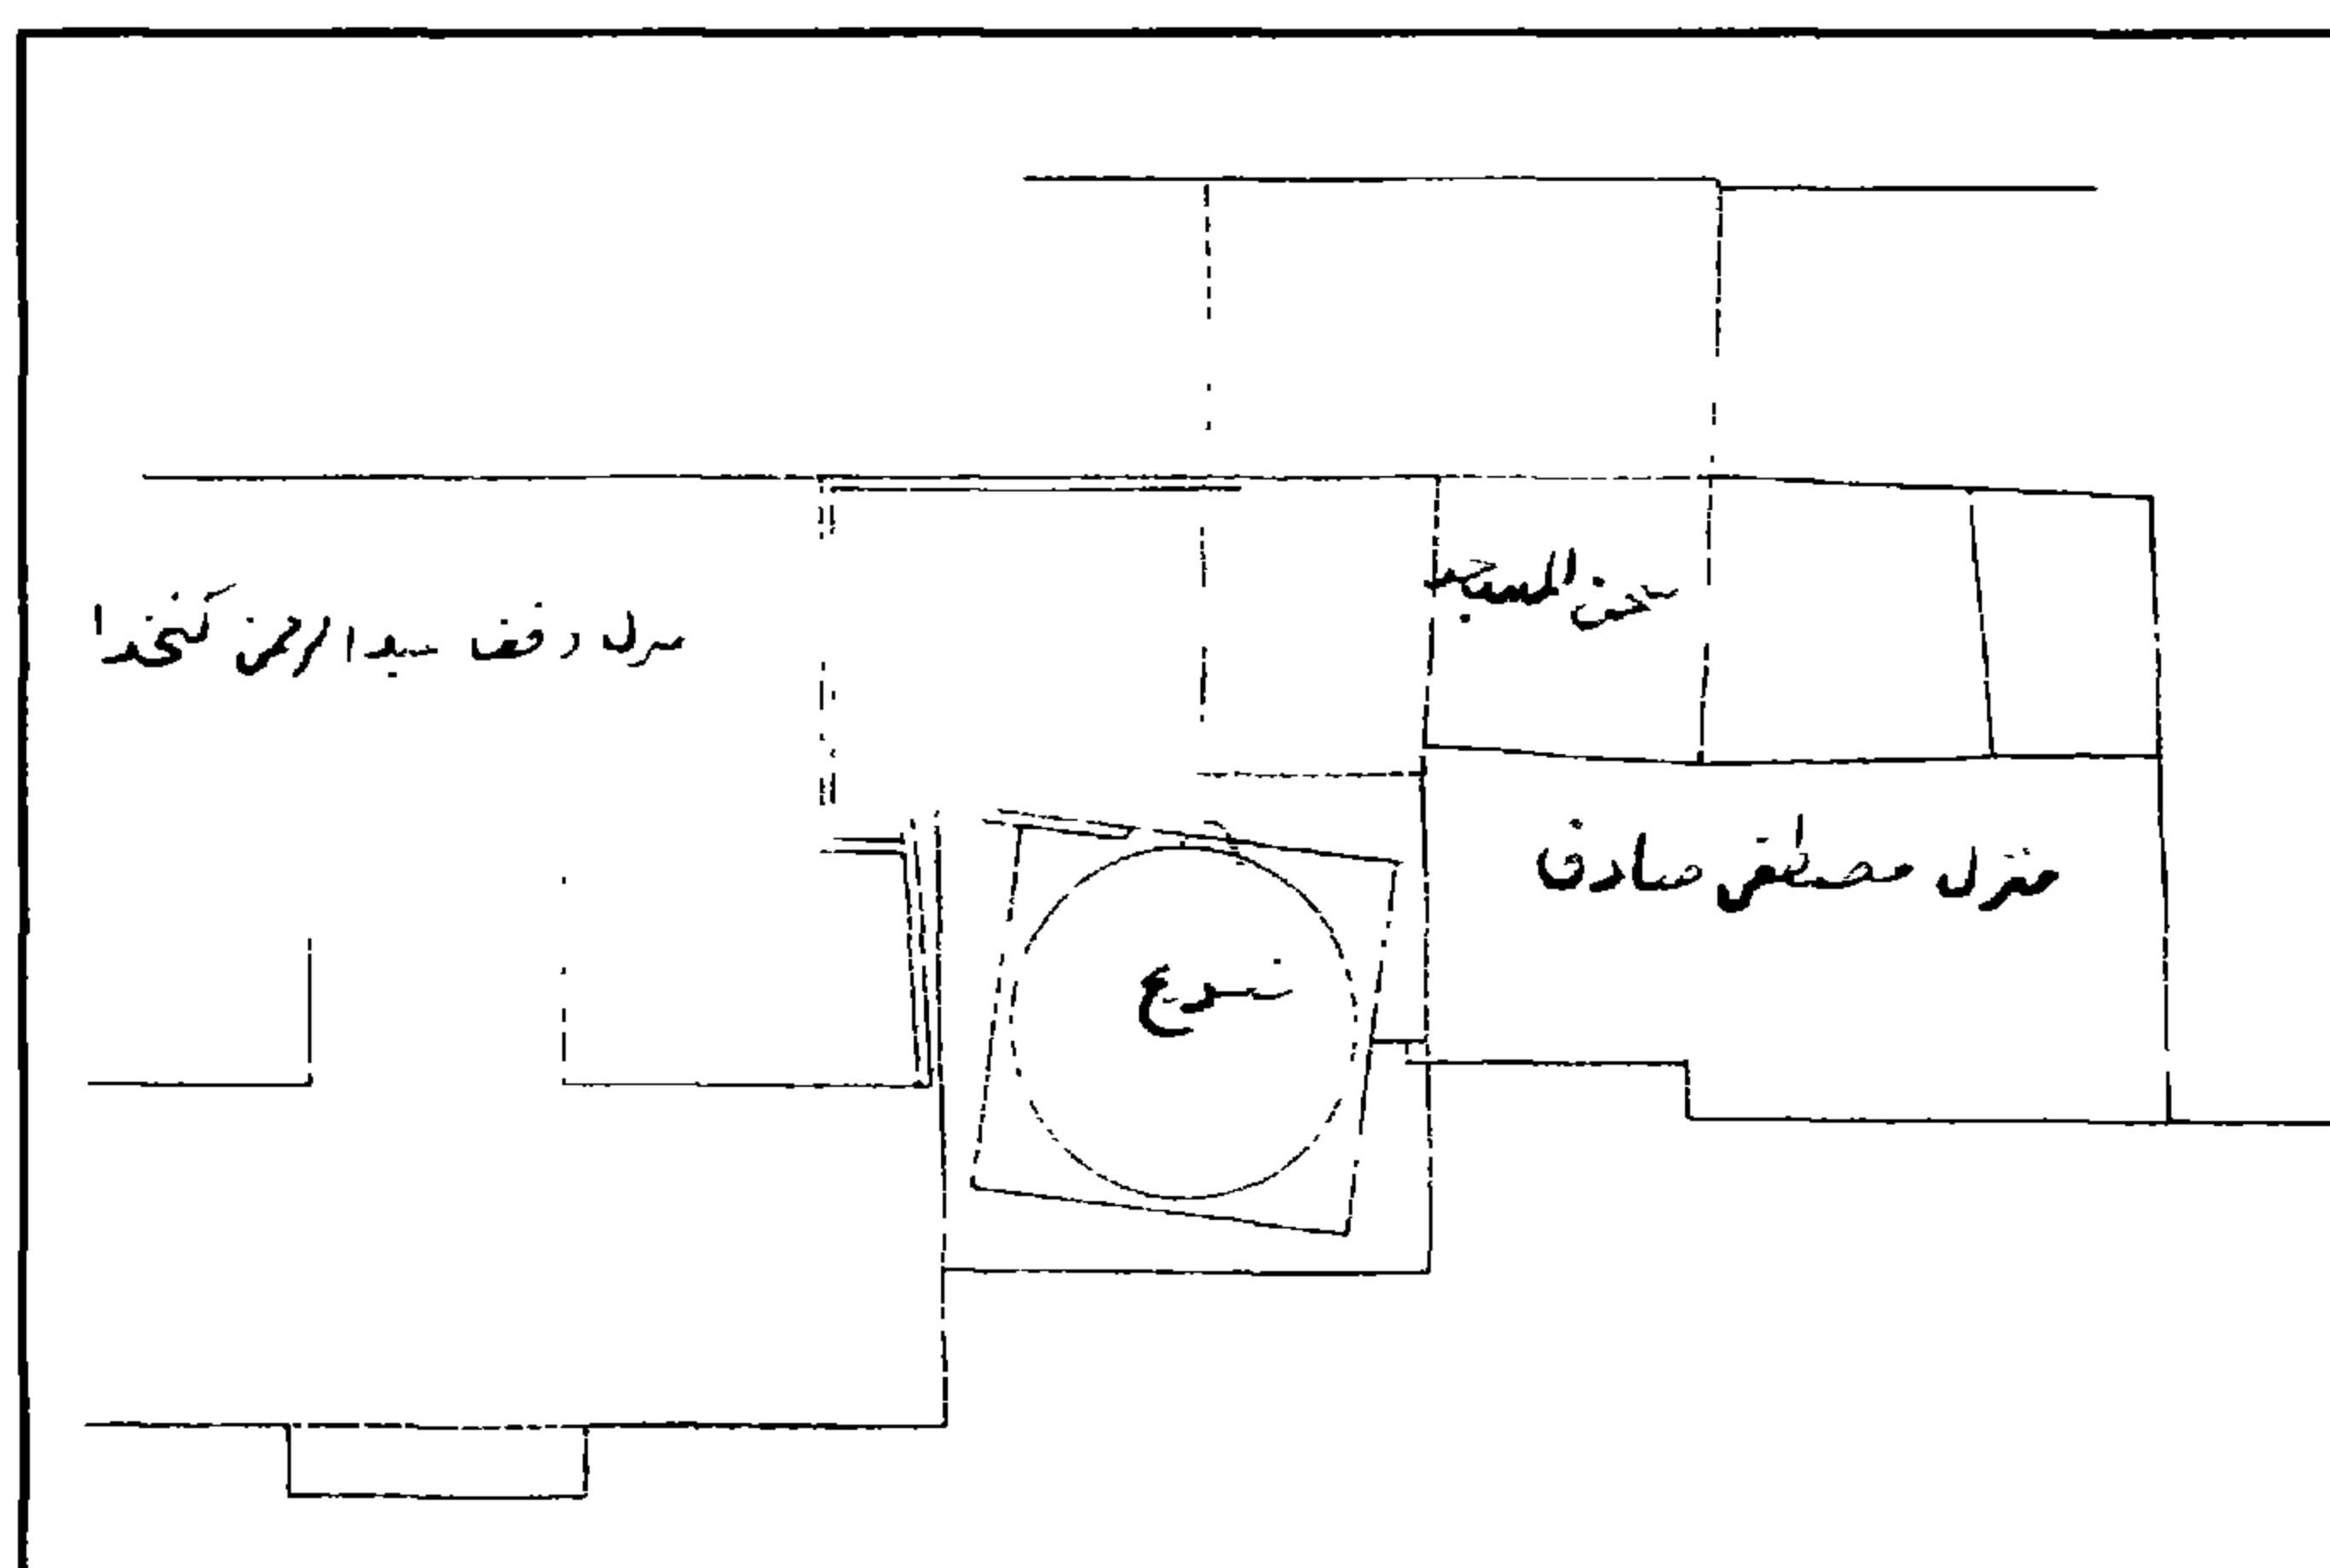 صحن المسجد
منزل وقف عبد الرحمن كتخدا
منزل مصطفى صادق